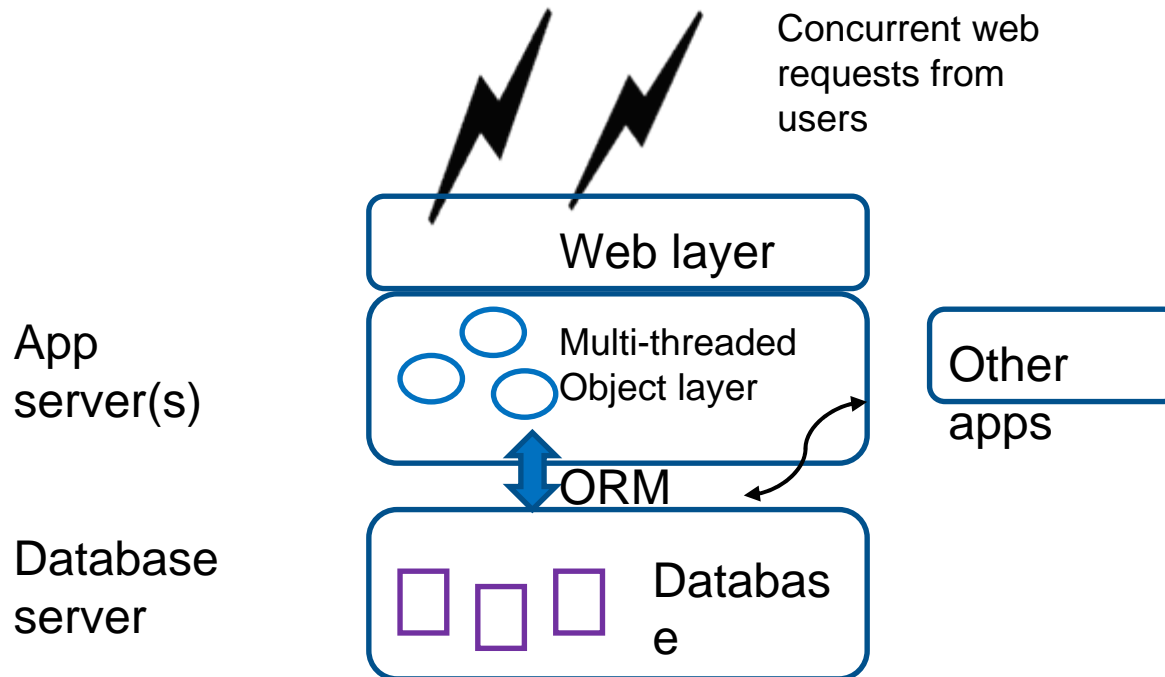 Concurrent web
requests from
users
Web layer
App
server(s)
Multi-threaded
Object layer
Other
apps
ORM
Database
server
Databas
e